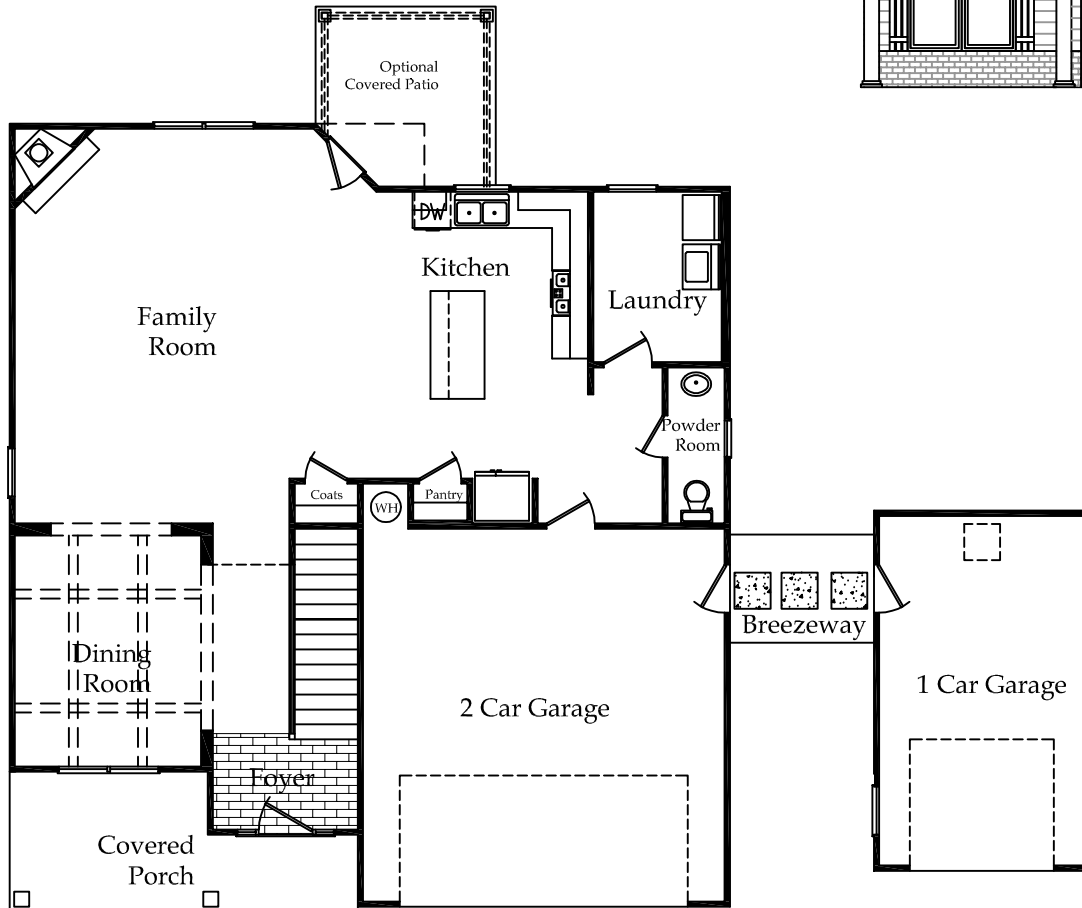 Optional
Covered Patio
DW
Kitchen
Laundry
Family
Room
Powder
Room
Coats
WH
Pantry
Breezeway
Dining
Room
1 Car Garage
2 Car Garage
Foyer
Covered
Porch